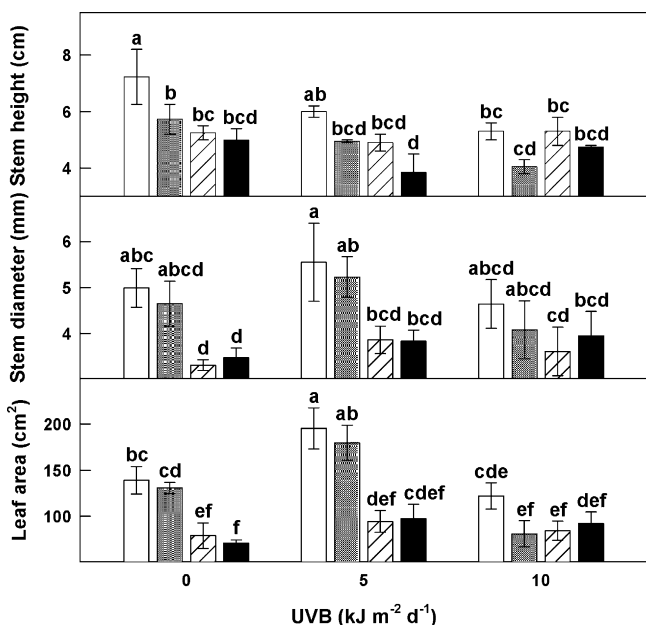 Stem height (cm)
8
6
4
a
b
bc
bcd
ab
bcd
bcd
d
bc
cd
bc
bcd
Stem diameter (mm)
6
5
4
abc
abcd
d
d
a
ab
bcd
bcd
abcd
abcd
cd
bcd
Leaf area (cm²)
200
150
100
bc
cd
ef
f
a
ab
def
cdef
cde
ef
ef
def
0 5 10
UVB (kJ m⁻² d⁻¹)